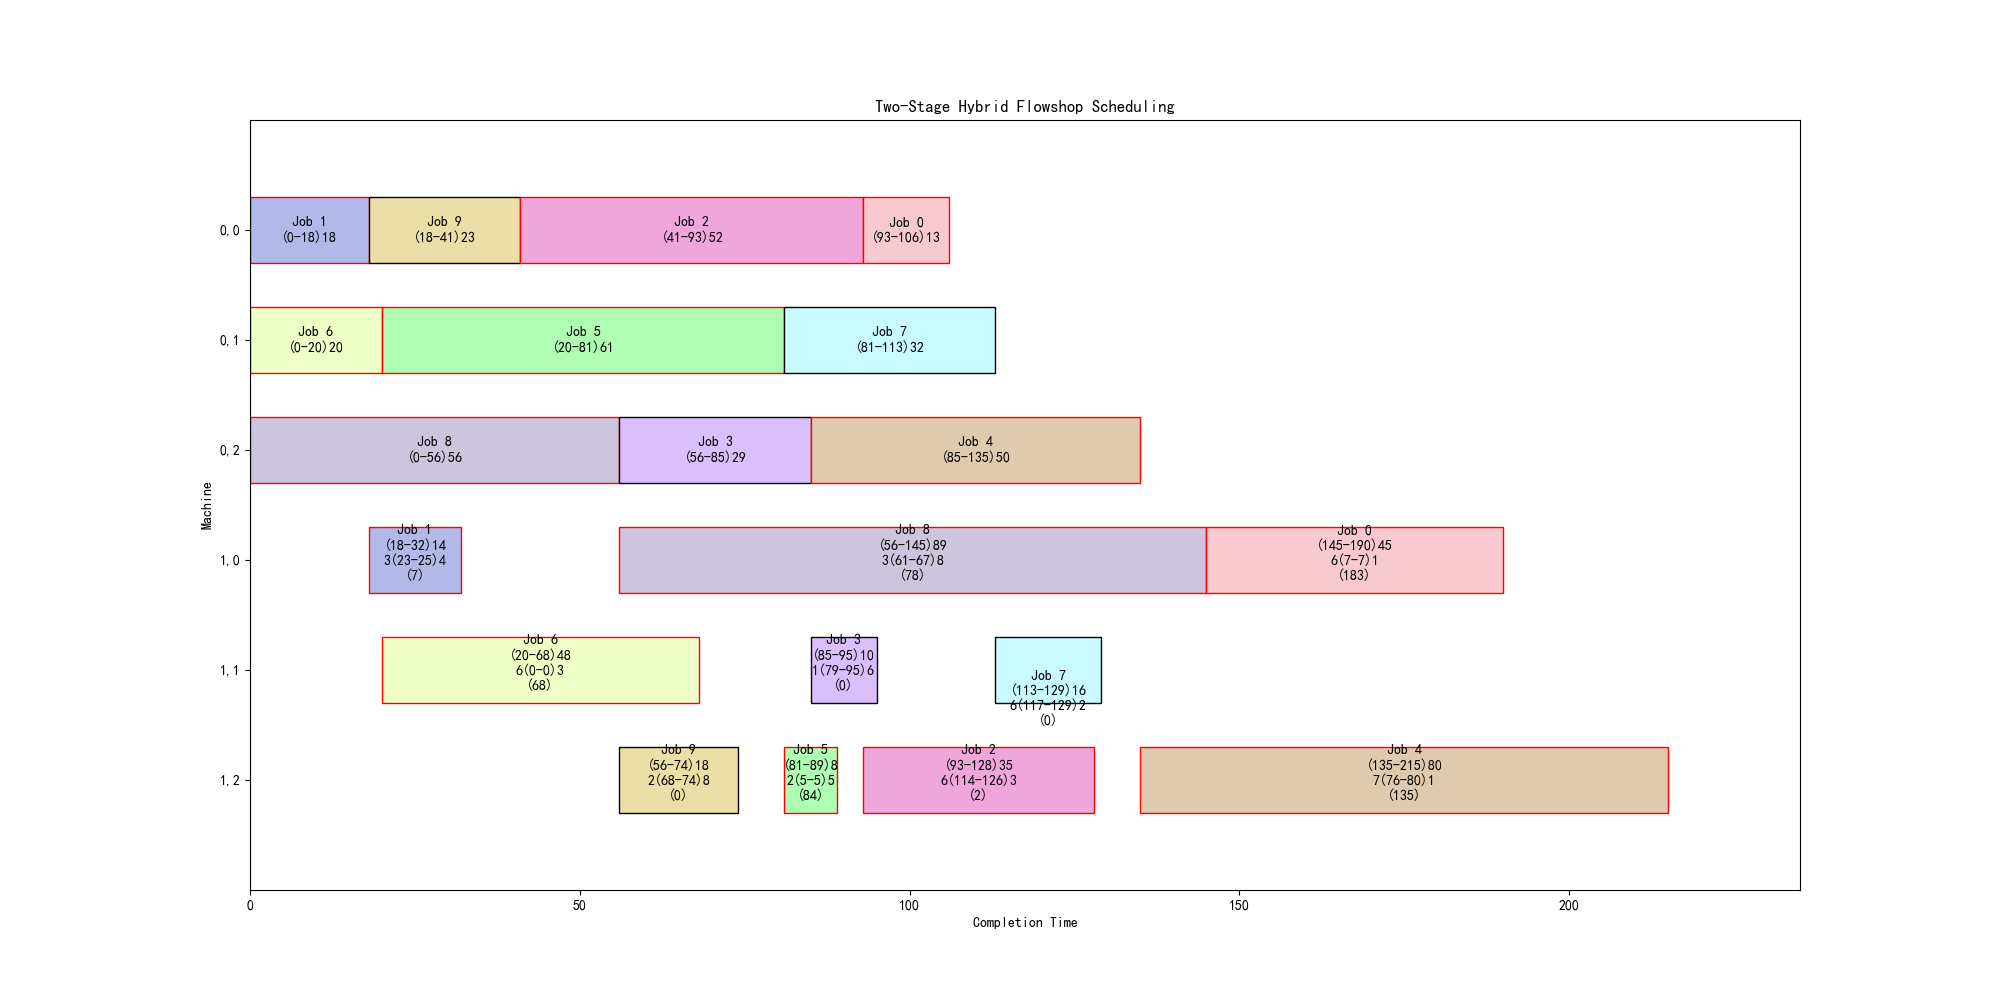 Two-Stage Hybrid Flowshop Scheduling
0,0
Job 1
(0-18)18
Job 9
(18-41)23
Job 2
(41-93)52
Job 0
(93-106)13
0,1
Job 6
(0-20)20
Job 5
(20-81)61
Job 7
(81-113)32
0,2
Job 8
(0-56)56
Job 3
(56-85)29
Job 4
(85-135)50
Machine
1,0
Job 1
(18-32)14
3(23-25)4
(7)
Job 8
(56-145)89
3(61-67)8
(78)
Job 0
(145-190)45
6(7-7)1
(183)
1,1
Job 6
(20-68)48
6(0-0)3
(68)
Job 3
(85-95)10
1(79-95)6
(0)
Job 7
(113-129)16
6(117-129)2
(0)
1,2
Job 9
(56-74)18
2(68-74)8
(0)
Job 5
(81-89)8
2(5-5)5
(84)
Job 2
(93-128)35
6(114-126)3
(2)
Job 4
(135-215)80
7(76-80)1
(135)
0
50
100
150
200
Completion Time